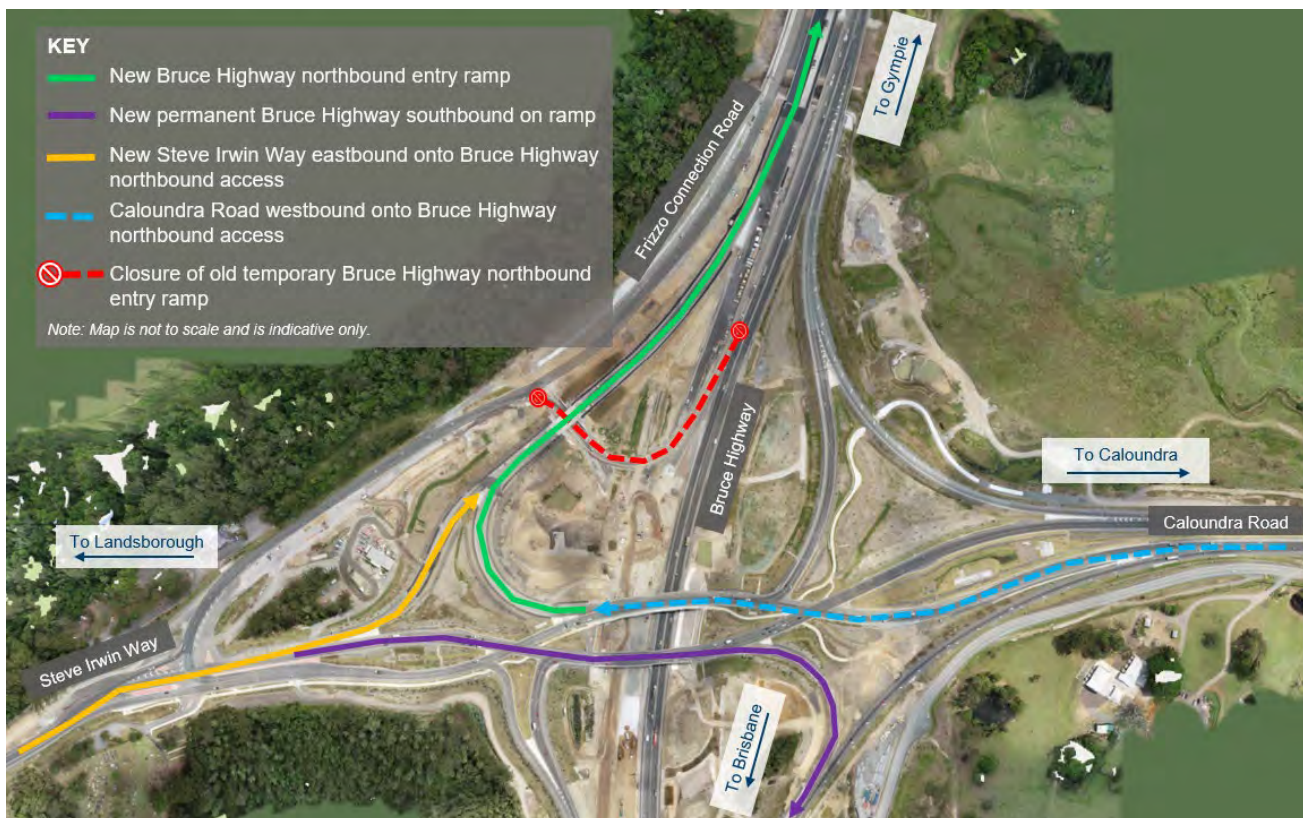 KEY
New Bruce Highway northbound entry ramp
New permanent Bruce Highway southbound on ramp
New Steve Irwin Way eastbound onto Bruce Highway
northbound access
Caloundra Road westbound onto Bruce Highway
northbound access
Closure of old temporary Bruce Highway northbound
entry ramp
Note: Map is not to scale and is indicative only.
To Gympie
Frizzo Connection Road
Bruce Highway
To Caloundra
Caloundra Road
To Landsborough
Steve Irwin Way
To Brisbane